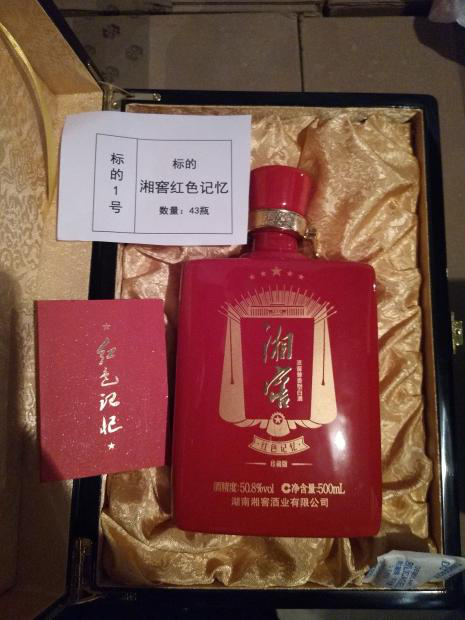 标的1号
标的
湘窖红色记忆
数量：43瓶
红色记忆
湘窖
浓酱兼香型白酒
红色记忆
珍藏版
酒精度:50.8%vol C净含量:500mL
湖南湘窖酒业有限公司